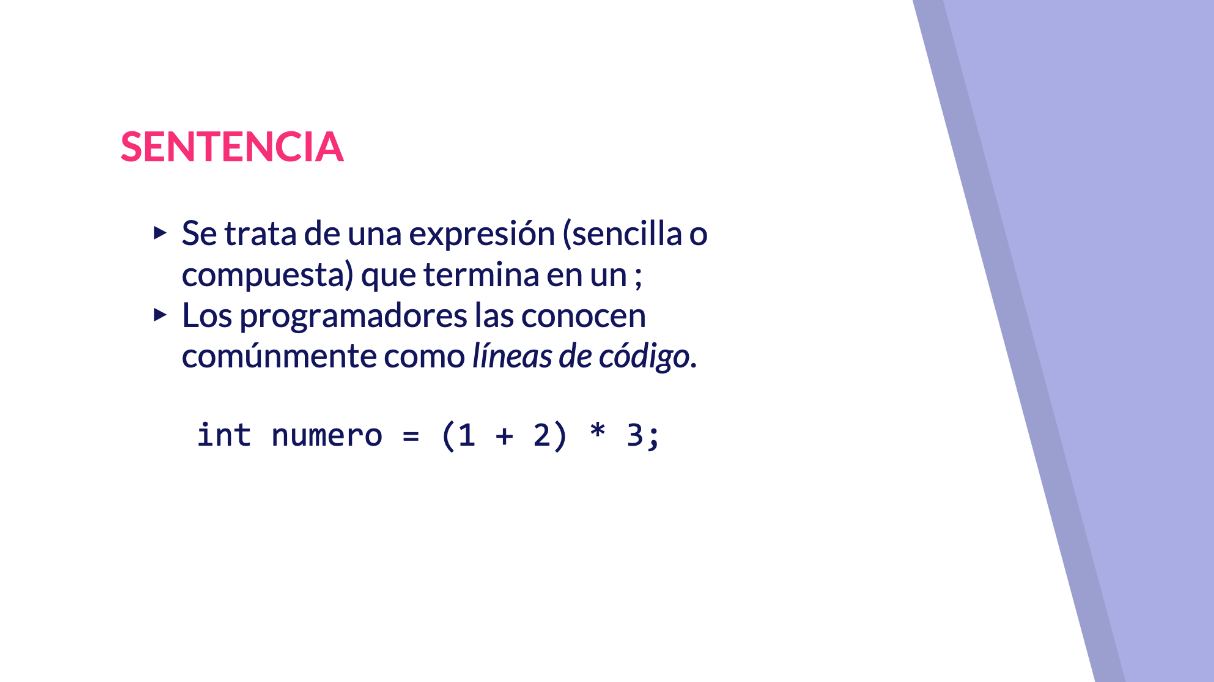 SENTENCIA
▸ Se trata de una expresión (sencilla o
compuesta) que termina en un ;
▸ Los programadores las conocen
comúnmente como líneas de código.
int numero = (1 + 2) * 3;